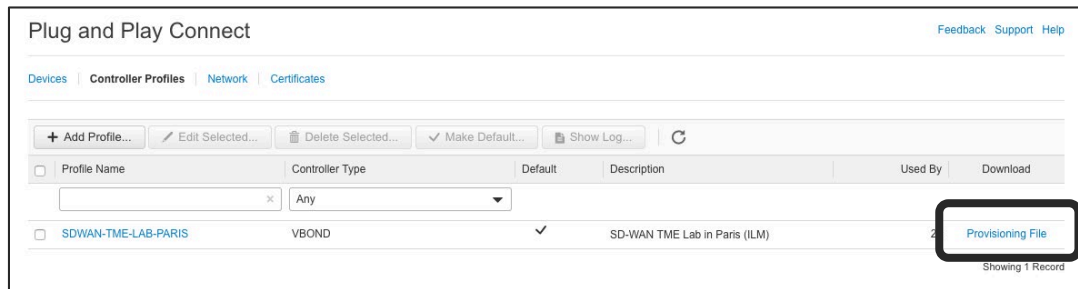 Plug and Play Connect
Feedback Support Help
Devices Controller Profiles Network Certificates
+ Add Profile... Edit Selected... Delete Selected... Make Default... Show Log...
Profile Name Controller Type Default Description Used By Download
Any
SDWAN-TME-LAB-PARIS VBOND SD-WAN TME Lab in Paris (ILM) Provisioning File
Showing 1 Record